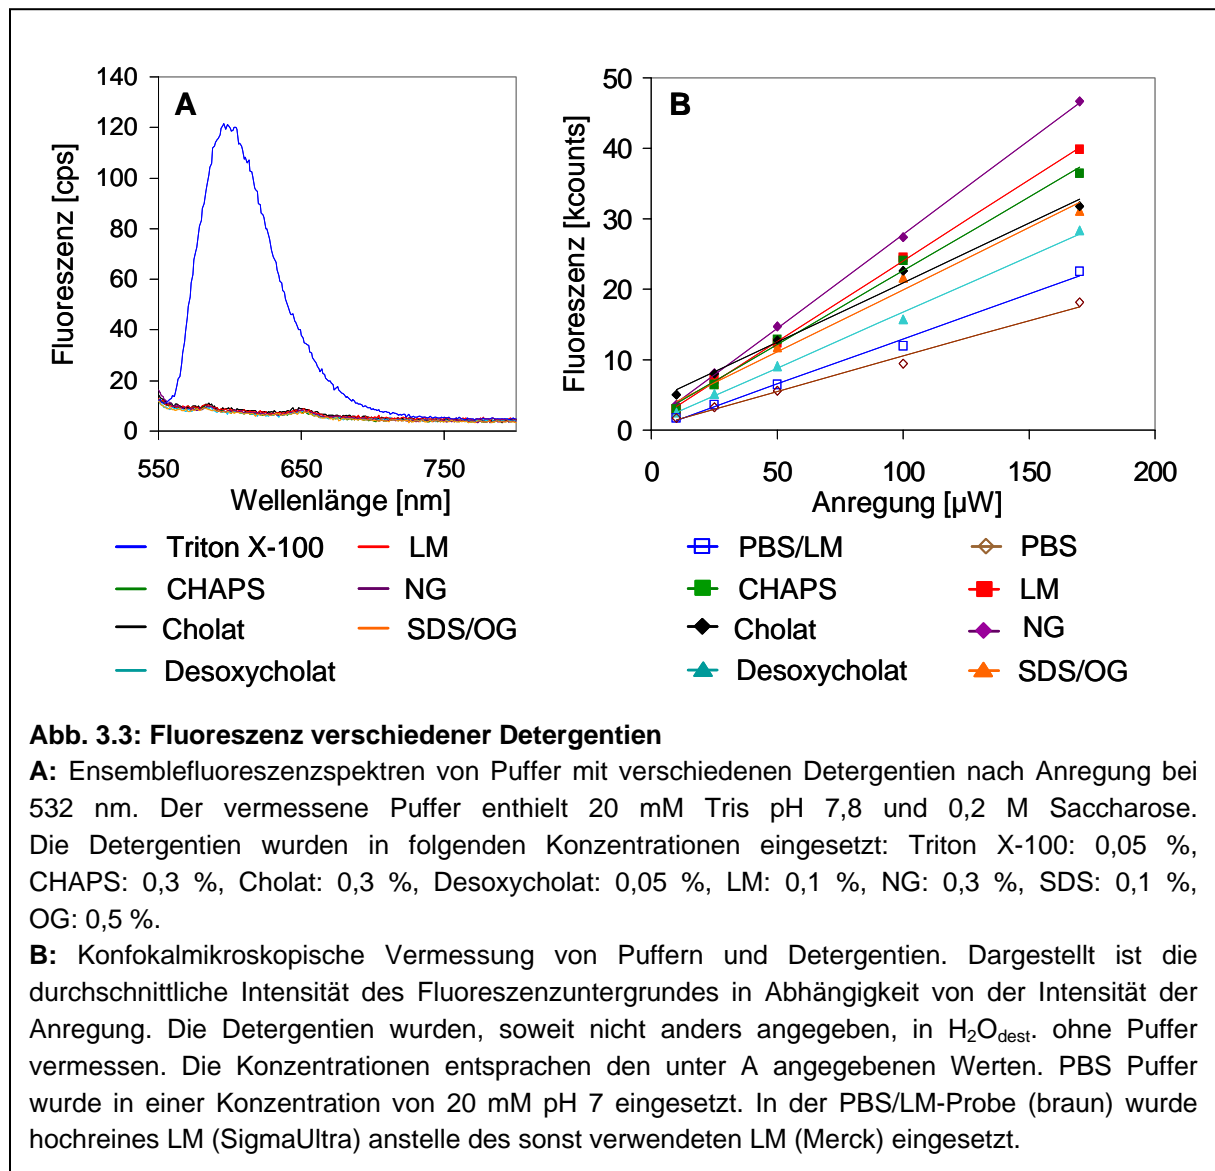 A
Fluoreszenz [cps]
140
120
100
80
60
40
20
0
550
650
750
Wellenlänge [nm]
Triton X-100
LM
CHAPS
NG
Cholat
SDS/OG
Desoxycholat
B
Fluoreszenz [kcounts]
50
40
30
20
10
0
0
50
100
150
200
Anregung [µW]
PBS/LM
PBS
CHAPS
LM
Cholat
NG
Desoxycholat
SDS/OG
Abb. 3.3: Fluoreszenz verschiedener Detergentien
A: Ensemblefluoreszenzspektren von Puffer mit verschiedenen Detergentien nach Anregung bei
532 nm. Der vermessene Puffer enthielt 20 mM Tris pH 7,8 und 0,2 M Saccharose.
Die Detergentien wurden in folgenden Konzentrationen eingesetzt: Triton X-100: 0,05 %,
CHAPS: 0,3 %, Cholat: 0,3 %, Desoxycholat: 0,05 %, LM: 0,1 %, NG: 0,3 %, SDS: 0,1 %,
OG: 0,5 %.
B: Konfokalmikroskopische Vermessung von Puffern und Detergentien. Dargestellt ist die
durchschnittliche Intensität des Fluoreszenzuntergrundes in Abhängigkeit von der Intensität der
Anregung. Die Detergentien wurden, soweit nicht anders angegeben, in H₂Odest. ohne Puffer
vermessen. Die Konzentrationen entsprachen den unter A angegebenen Werten. PBS Puffer
wurde in einer Konzentration von 20 mM pH 7 eingesetzt. In der PBS/LM-Probe (braun) wurde
hochreines LM (SigmaUltra) anstelle des sonst verwendeten LM (Merck) eingesetzt.